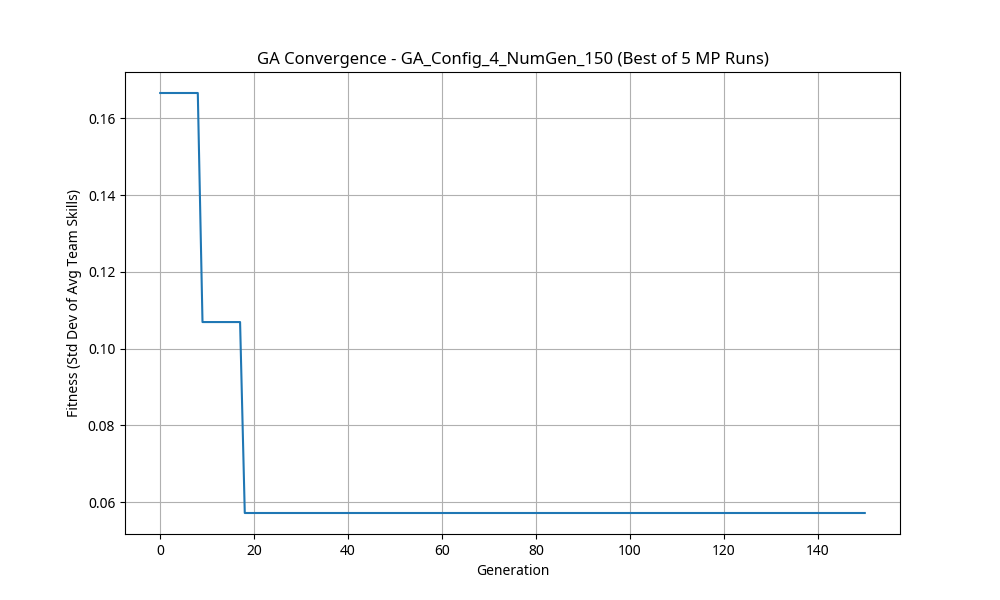 GA Convergence - GA_Config_4_NumGen_150 (Best of 5 MP Runs)
Fitness (Std Dev of Avg Team Skills)
0.16
0.14
0.12
0.10
0.08
0.06
0 20 40 60 80 100 120 140
Generation